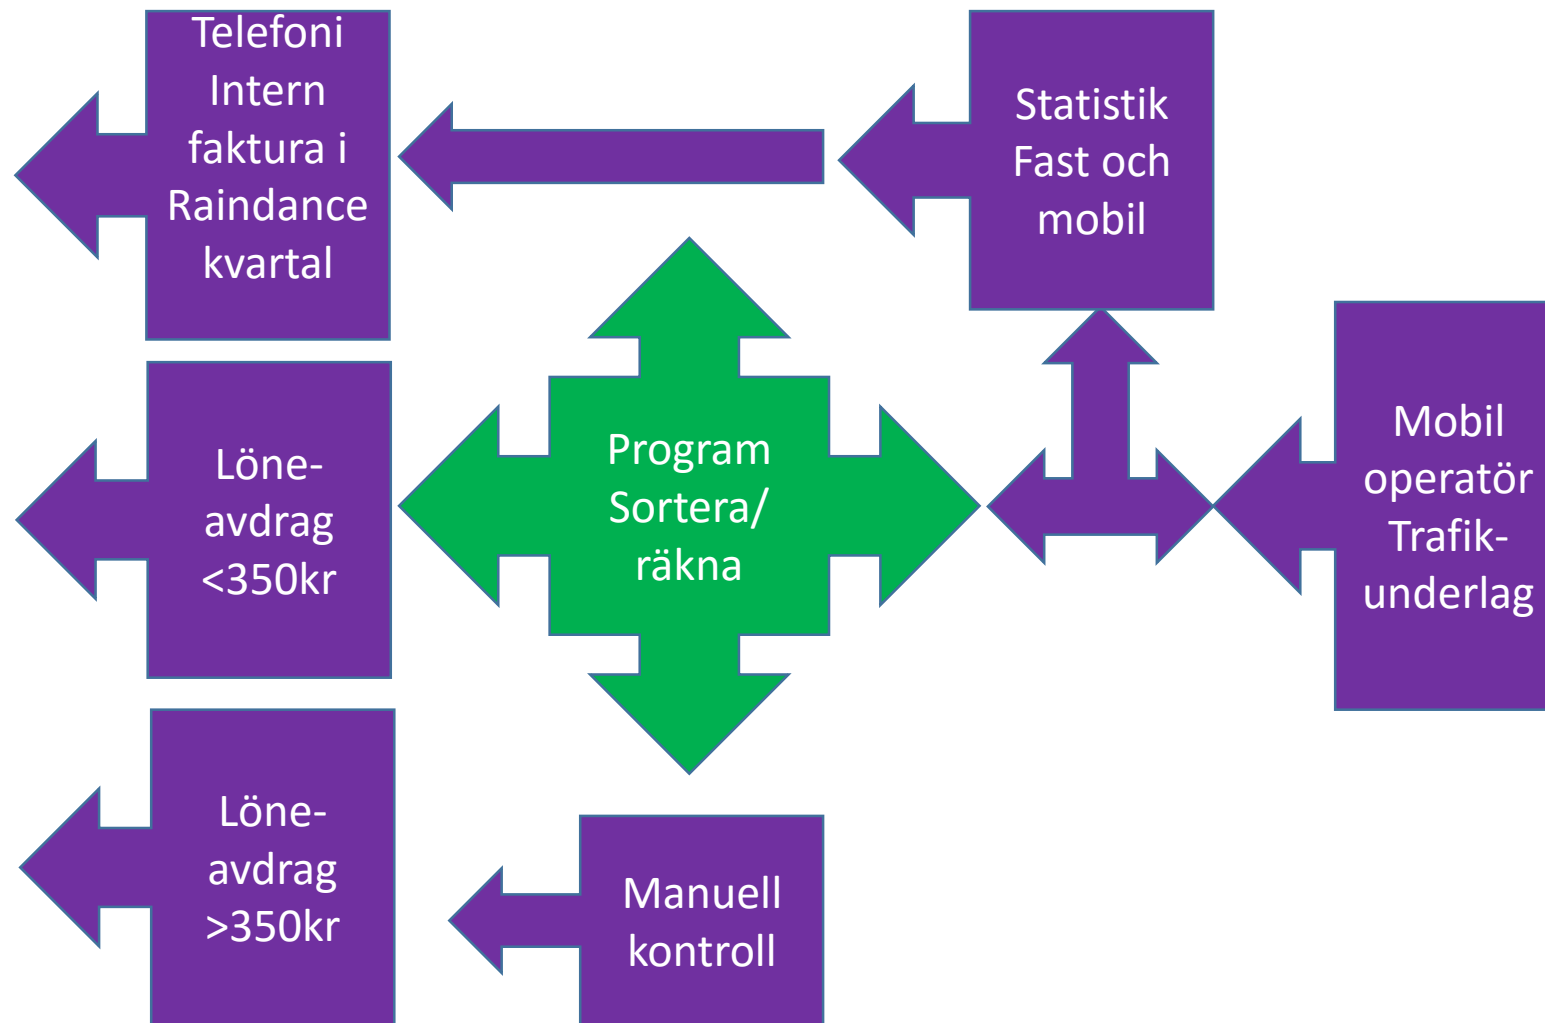 Telefoni
Intern
faktura i
Raindance
kvartal
Statistik
Fast och
mobil
Mobil
operatör
Trafik-
underlag
Program
Sortera/
räkna
Löne-
avdrag
<350kr
Löne-
avdrag
>350kr
Manuell
kontroll